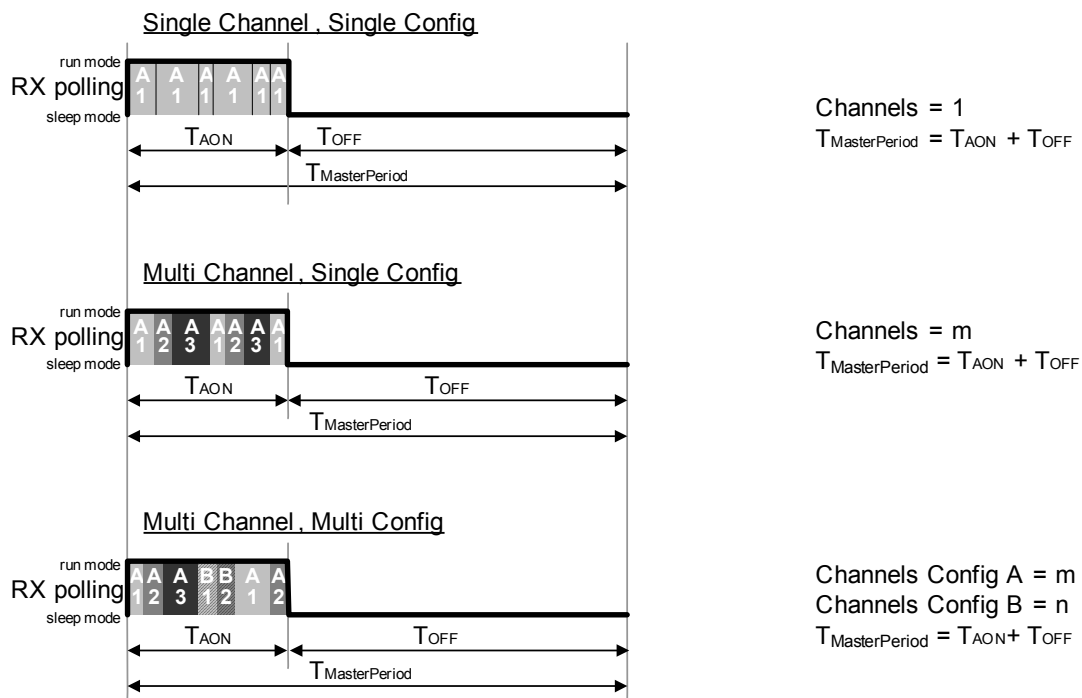 Single Channel , Single Config
run mode
RX polling
sleep mode
A A A A A A
1 1 1 1 1 1
TAON TOFF
TMasterPeriod
Channels = 1
TMasterPeriod = TAON + TOFF
Multi Channel , Single Config
run mode
RX polling
sleep mode
A A A A A A A
1 2 3 1 2 3 1
TAON TOFF
TMasterPeriod
Channels = m
TMasterPeriod = TAON + TOFF
Multi Channel , Multi Config
run mode
RX polling
sleep mode
A A A B B A A
1 2 3 1 2 1 2
TAON TOFF
TMasterPeriod
Channels Config A = m
Channels Config B = n
TMasterPeriod = TAON+ TOFF